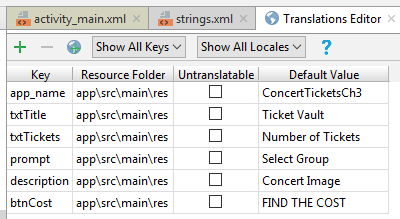 activity_main.xml strings.xml Translations Editor
Show All Keys Show All Locales ?
Key Resource Folder Untranslatable Default Value
app_name app\src\main\res ConcertTicketsCh3
txtTitle app\src\main\res Ticket Vault
txtTickets app\src\main\res Number of Tickets
prompt app\src\main\res Select Group
description app\src\main\res Concert Image
btnCost app\src\main\res FIND THE COST